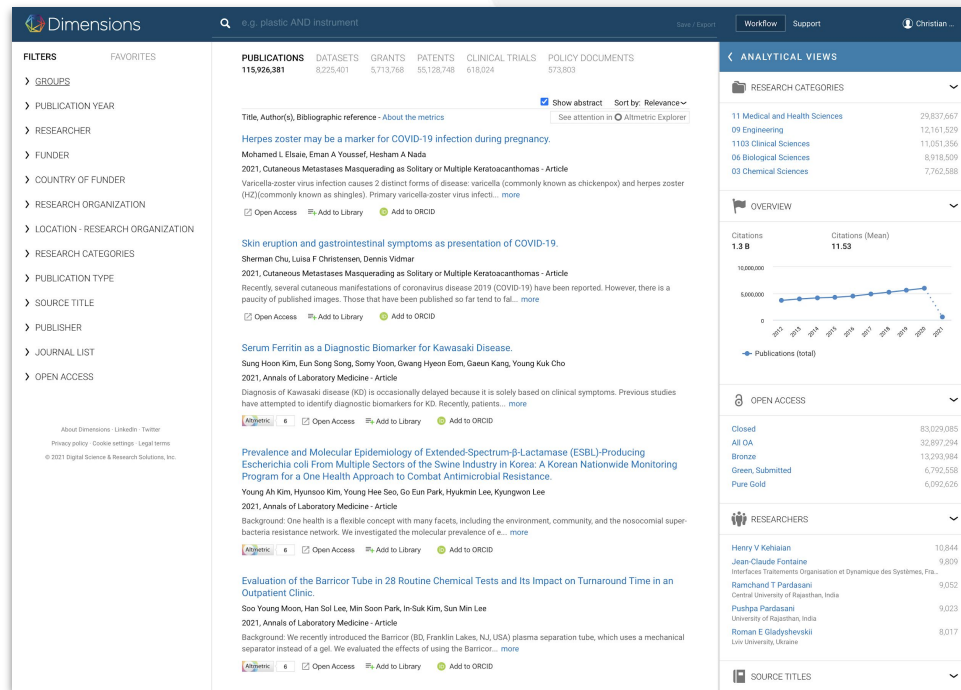 Dimensions
e.g. plastic AND instrument
Save / Export
Workflow
Support
Christian ...
FILTERS
FAVORITES
GROUPS
PUBLICATION YEAR
RESEARCHER
FUNDER
COUNTRY OF FUNDER
RESEARCH ORGANIZATION
LOCATION - RESEARCH ORGANIZATION
RESEARCH CATEGORIES
PUBLICATION TYPE
SOURCE TITLE
PUBLISHER
JOURNAL LIST
OPEN ACCESS
About Dimensions · LinkedIn · Twitter
Privacy policy · Cookie settings · Legal terms
© 2021 Digital Science & Research Solutions, Inc.
PUBLICATIONS DATASETS GRANTS PATENTS CLINICAL TRIALS POLICY DOCUMENTS
115,926,381 8,225,401 5,713,768 55,128,748 618,024 573,803
Show abstract Sort by: Relevance
Title, Author(s), Bibliographic reference - About the metrics
See attention in Altmetric Explorer
Herpes zoster may be a marker for COVID-19 infection during pregnancy.
Mohamed L Elsaie, Eman A Youssef, Hesham A Nada
2021, Cutaneous Metastases Masquerading as Solitary or Multiple Keratoacanthomas - Article
Varicella-zoster virus infection causes 2 distinct forms of disease: varicella (commonly known as chickenpox) and herpes zoster
(HZ)(commonly known as shingles). Primary varicella-zoster virus infecti... more
Open Access Add to Library iD Add to ORCID
Skin eruption and gastrointestinal symptoms as presentation of COVID-19.
Sherman Chu, Luisa F Christensen, Dennis Vidmar
2021, Cutaneous Metastases Masquerading as Solitary or Multiple Keratoacanthomas - Article
Recently, several cutaneous manifestations of coronavirus disease 2019 (COVID-19) have been reported. However, there is a
paucity of published images. Those that have been published so far tend to fal... more
Open Access Add to Library iD Add to ORCID
Serum Ferritin as a Diagnostic Biomarker for Kawasaki Disease.
Sung Hoon Kim, Eun Song Song, Somy Yoon, Gwang Hyeon Eom, Gaeun Kang, Young Kuk Cho
2021, Annals of Laboratory Medicine - Article
Diagnosis of Kawasaki disease (KD) is occasionally delayed because it is solely based on clinical symptoms. Previous studies
have attempted to identify diagnostic biomarkers for KD. Recently, patients... more
Altmetric 6 Open Access Add to Library iD Add to ORCID
Prevalence and Molecular Epidemiology of Extended-Spectrum-β-Lactamase (ESBL)-Producing
Escherichia coli From Multiple Sectors of the Swine Industry in Korea: A Korean Nationwide Monitoring
Program for a One Health Approach to Combat Antimicrobial Resistance.
Young Ah Kim, Hyunsoo Kim, Young Hee Seo, Go Eun Park, Hyukmin Lee, Kyungwon Lee
2021, Annals of Laboratory Medicine - Article
Background: One health is a flexible concept with many facets, including the environment, community, and the nosocomial super-
bacteria resistance network. We investigated the molecular prevalence of e... more
Altmetric 6 Open Access Add to Library iD Add to ORCID
Evaluation of the Barricor Tube in 28 Routine Chemical Tests and Its Impact on Turnaround Time in an
Outpatient Clinic.
Soo Young Moon, Han Sol Lee, Min Soon Park, In-Suk Kim, Sun Min Lee
2021, Annals of Laboratory Medicine - Article
Background: We recently introduced the Barricor (BD, Franklin Lakes, NJ, USA) plasma separation tube, which uses a mechanical
separator instead of a gel. We evaluated the effects of using the Barricor... more
Altmetric 6 Open Access Add to Library iD Add to ORCID
ANALYTICAL VIEWS
RESEARCH CATEGORIES
11 Medical and Health Sciences 29,837,667
09 Engineering 12,161,529
1103 Clinical Sciences 11,051,356
06 Biological Sciences 8,918,509
03 Chemical Sciences 7,762,588
OVERVIEW
Citations Citations (Mean)
1.3 B 11.53
10,000,000
5,000,000
0
2012 2013 2014 2015 2016 2017 2018 2019 2020 2021
Publications (total)
OPEN ACCESS
Closed 83,029,085
All OA 32,897,294
Bronze 13,293,984
Green, Submitted 6,792,558
Pure Gold 6,092,626
RESEARCHERS
Henry V Kehiaian 10,844
Jean-Claude Fontaine 9,809
Interfaces Traitements Organisation et Dynamique des Systèmes, Fra...
Ramchand T Pardasani 9,052
Central University of Rajasthan, India
Pushpa Pardasani 9,023
University of Rajasthan, India
Roman E Gladyshevskii 8,017
Lviv University, Ukraine
SOURCE TITLES